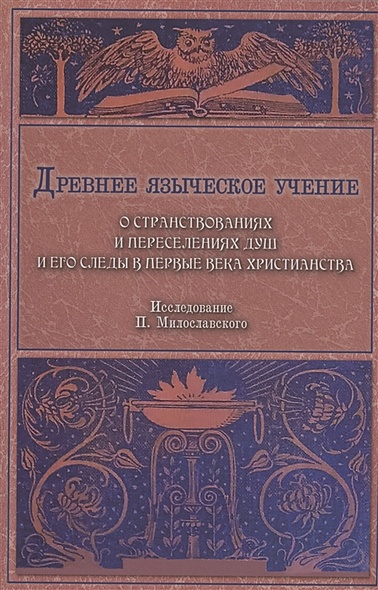 Древнее языческое учение
о странствованиях
и переселениях душ
и его следы в первые века христианства
Исследование
П. Милославского